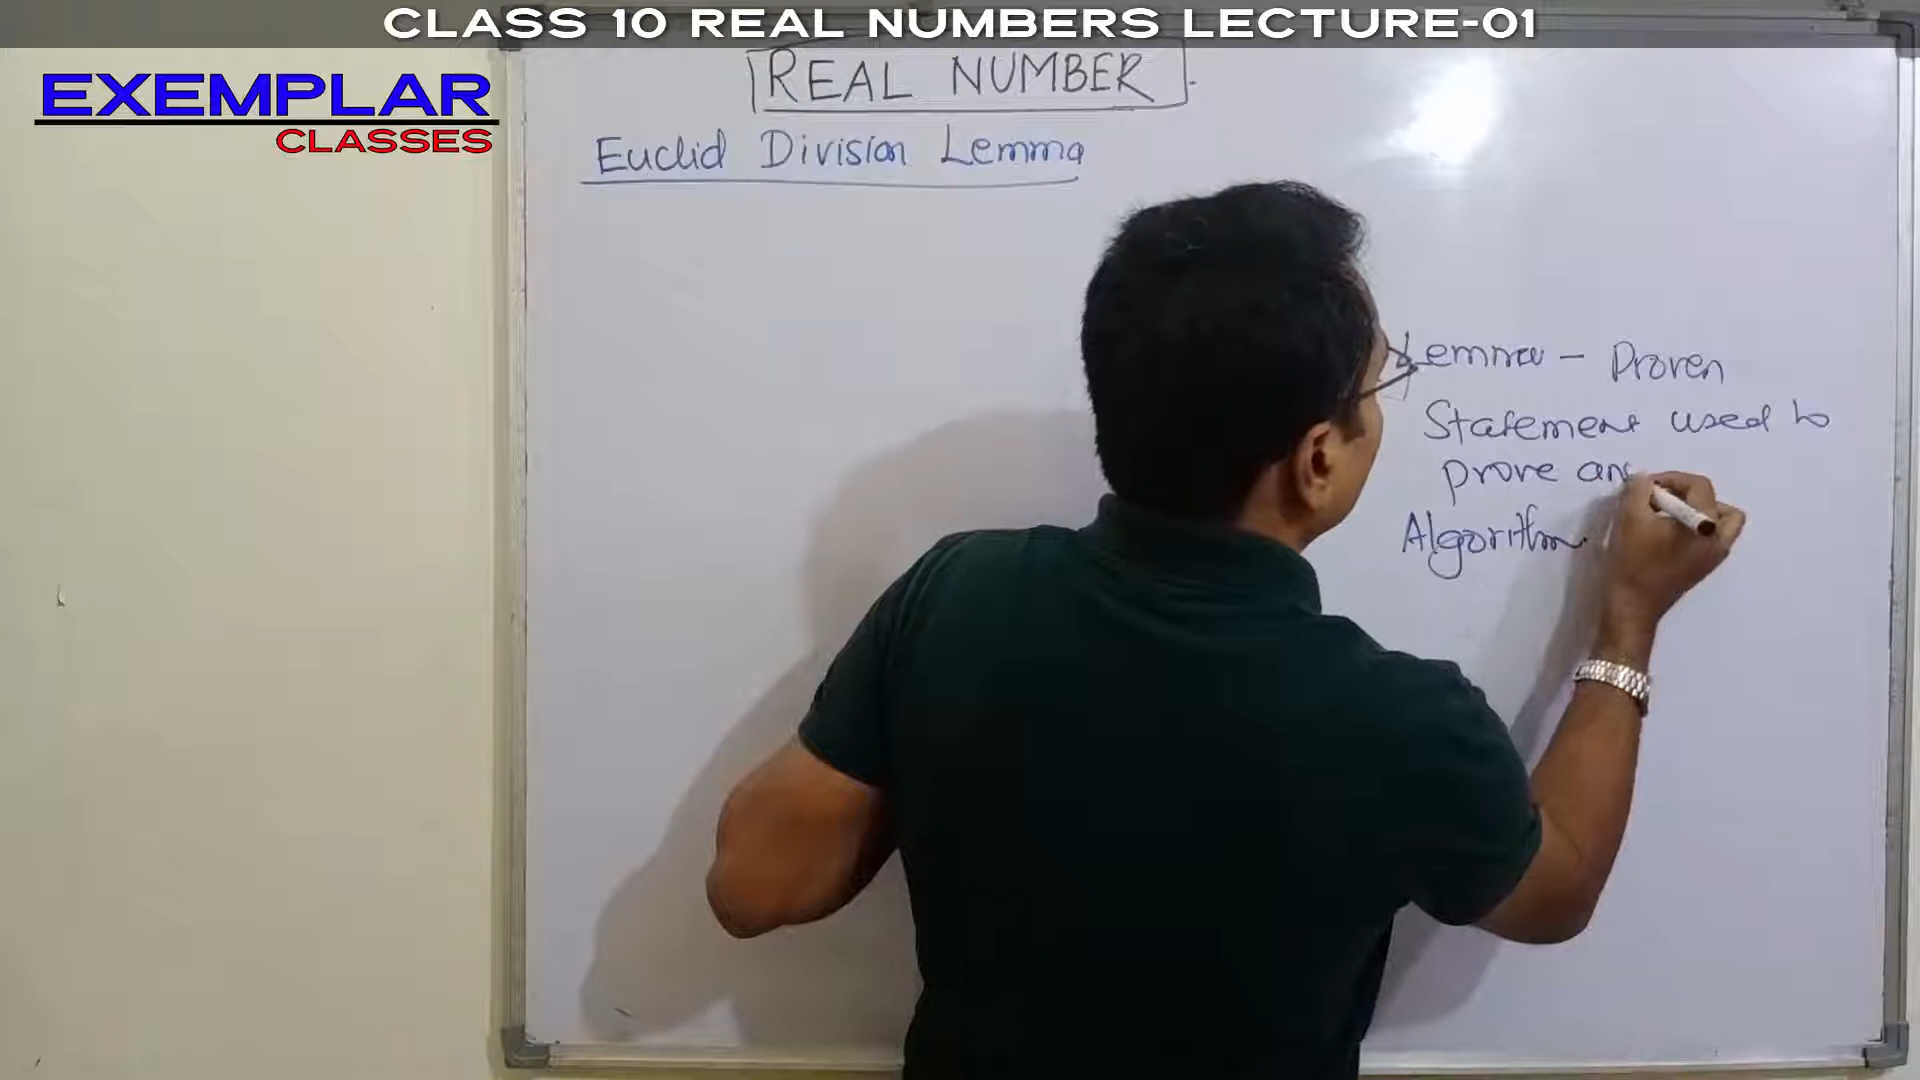 CLASS 10 REAL NUMBERS LECTURE-01
EXEMPLAR
CLASSES
REAL NUMBER
Euclid Division Lemma
Lemma - Proven
Statement used to
prove
Algorithm